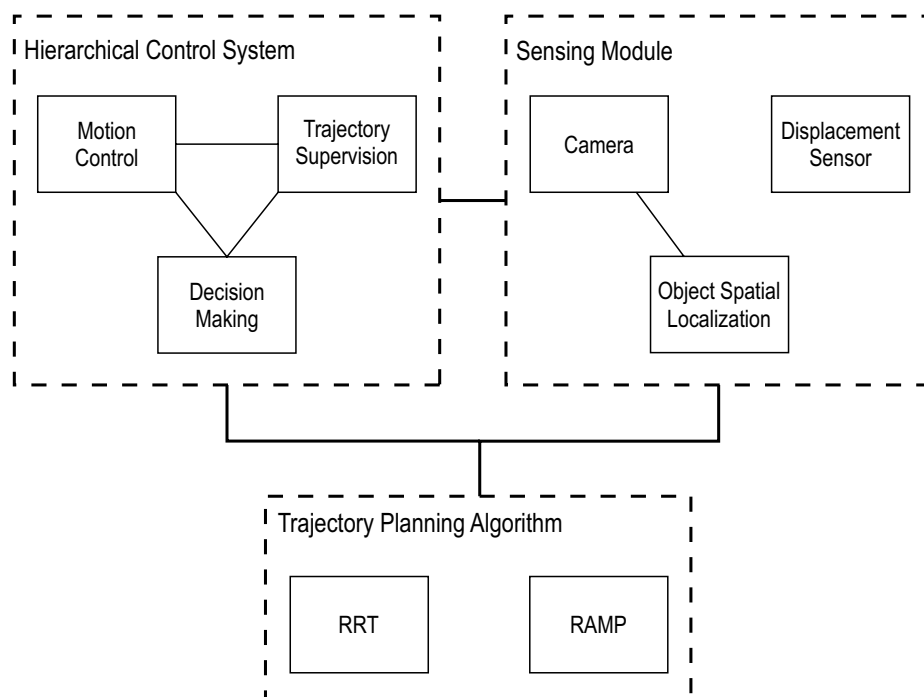 Hierarchical Control System
Motion
Control
Trajectory
Supervision
Decision
Making
Sensing Module
Camera
Displacement
Sensor
Object Spatial
Localization
Trajectory Planning Algorithm
RRT
RAMP